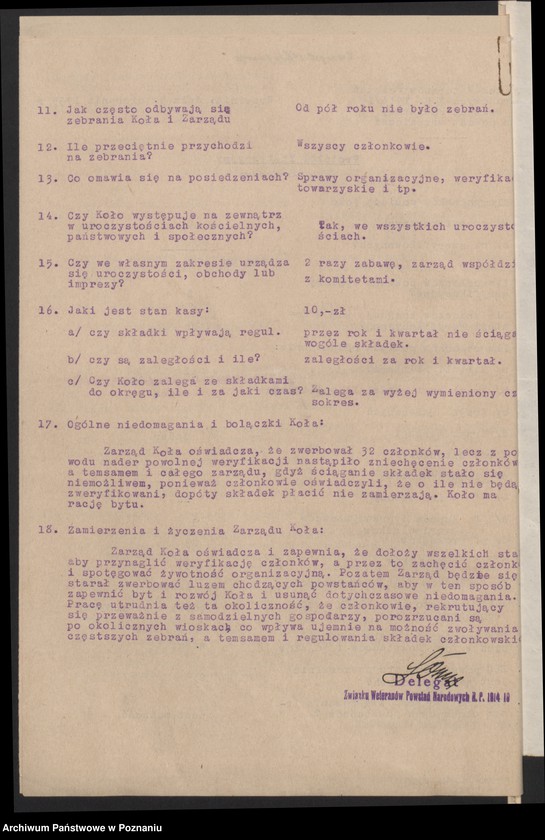 11. Jak często odbywają się Od pół roku nie było zebrań.
zebrania Koła i Zarządu
12. Ile przeciętnie przychodzi Wszyscy członkowie.
na zebrania?
13. Co omawia się na posiedzeniach? Sprawy organizacyjne, weryfika
towarzyskie i tp.
14. Czy Koło występuje na zewnątrz
w uroczystościach kościelnych, Tak, we wszystkich uroczysto
państwowych i społecznych? ściach.
15. Czy we własnym zakresie urządza 2 razy zabawę, zarząd współdzi
się uroczystości, obchody lub z komitetami.
imprezy?
16. Jaki jest stan kasy: 10,-zł
a/ czy składki wpływają regul. przez rok i kwartał nie ściąga
wogóle składek.
b/ czy są zaległości i ile? zaległości za rok i kwartał.
c/ Czy Koło zalega ze składkami
do okręgu, ile i za jaki czas? Zalega za wyżej wymieniony cz
sokres.
17. Ogólne niedomagania i bolączki Koła:
Zarząd Koła oświadcza, że zwerbował 32 członków, lecz z po
wodu nader powolnej weryfikacji nastąpiło zniechęcenie członków
a temsamem i całego zarządu, gdyż ściąganie składek stało się
niemożliwem, ponieważ członkowie oświadczyli, że o ile nie będą
zweryfikowani, dopóty składek płacić nie zamierzają. Koło ma
rację bytu.
18. Zamierzenia i życzenia Zarządu Koła:
Zarząd Koła oświadcza i zapewnia, że dołoży wszelkich sta
aby przynaglić weryfikację członków, a przez to zachęcić członk
i spotęgować żywotność organizacyjną. Pozatem Zarząd będzie się
starał zwerbować luzem chodzących powstańców, aby w ten sposób
zapewnić byt i rozwój Koła i usunąć dotychczasowe niedomagania.
Pracę utrudnia też ta okoliczność, że członkowie, rekrutujący
się przeważnie z samodzielnych gospodarzy, porozrzucani są
po okolicznych wioskach co wpływa ujemnie na możność zwoływania
częstszych zebrań, a temsamem i regulowania składek członkowski
Delegat
Związku Weteranów Powstań Narodowych R. P. 1914 19
Archiwum Państwowe w Poznaniu